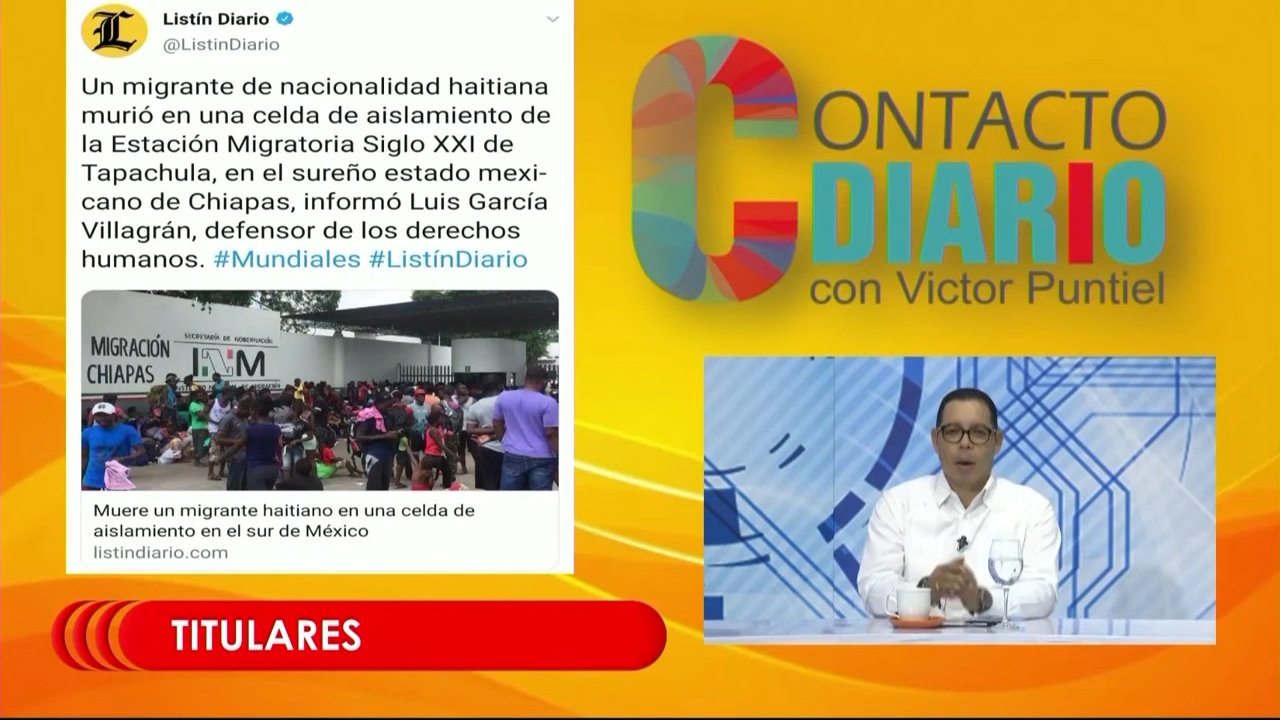 Listín Diario
@ListinDiario
Un migrante de nacionalidad haitiana
murió en una celda de aislamiento de
la Estación Migratoria Siglo XXI de
Tapachula, en el sureño estado mexi-
cano de Chiapas, informó Luis García
Villagrán, defensor de los derechos
humanos. #Mundiales #ListínDiario
MIGRACIÓN
CHIAPAS
SECRETARÍA DE GOBERNACIÓN
INM
Muere un migrante haitiano en una celda de
aislamiento en el sur de México
listindiario.com
TITULARES
CONTACTO
DIARIO
con Victor Puntiel